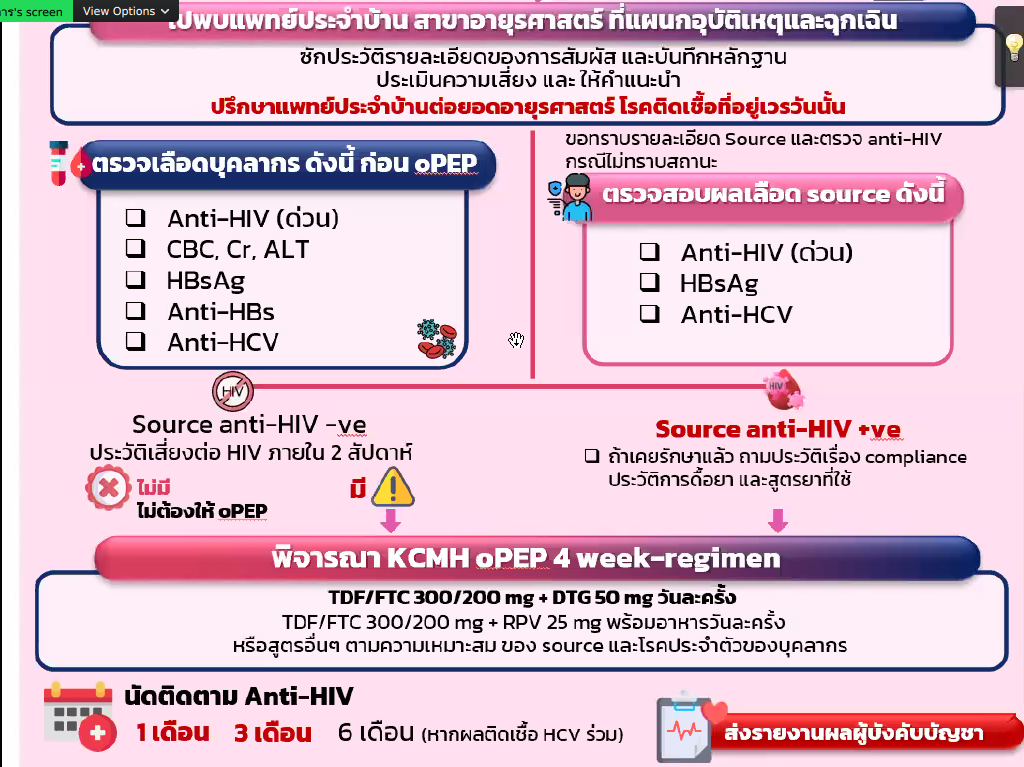 's screen
View Options
ไปพบแพทย์ประจำบ้าน สาขาอายุรศาสตร์ ที่แผนกอุบัติเหตุและฉุกเฉิน
ซักประวัติรายละเอียดของการสัมผัส และบันทึกหลักฐาน
ประเมินความเสี่ยง และ ให้คำแนะนำ
ปรึกษาแพทย์ประจำบ้านต่อยอดอายุรศาสตร์ โรคติดเชื้อที่อยู่เวรวันนั้น
ตรวจเลือดบุคลากร ดังนี้ ก่อน oPEP
❑ Anti-HIV (ด่วน)
❑ CBC, Cr, ALT
❑ HBsAg
❑ Anti-HBs
❑ Anti-HCV
ขอทราบรายละเอียด Source และตรวจ anti-HIV
กรณีไม่ทราบสถานะ
ตรวจสอบผลเลือด source ดังนี้
❑ Anti-HIV (ด่วน)
❑ HBsAg
❑ Anti-HCV
HIV
Source anti-HIV -ve
ประวัติเสี่ยงต่อ HIV ภายใน 2 สัปดาห์
ไม่มี
ไม่ต้องให้ oPEP
มี
HIV
Source anti-HIV +ve
❑ ถ้าเคยรักษาแล้ว ถามประวัติเรื่อง compliance
ประวัติการดื้อยา และสูตรยาที่ใช้
พิจารณา KCMH oPEP 4 week-regimen
TDF/FTC 300/200 mg + DTG 50 mg วันละครั้ง
TDF/FTC 300/200 mg + RPV 25 mg พร้อมอาหารวันละครั้ง
หรือสูตรอื่นๆ ตามความเหมาะสม ของ source และโรคประจำตัวของบุคลากร
นัดติดตาม Anti-HIV
1 เดือน 3 เดือน 6 เดือน (หากผลติดเชื้อ HCV ร่วม)
ส่งรายงานผลผู้บังคับบัญชา